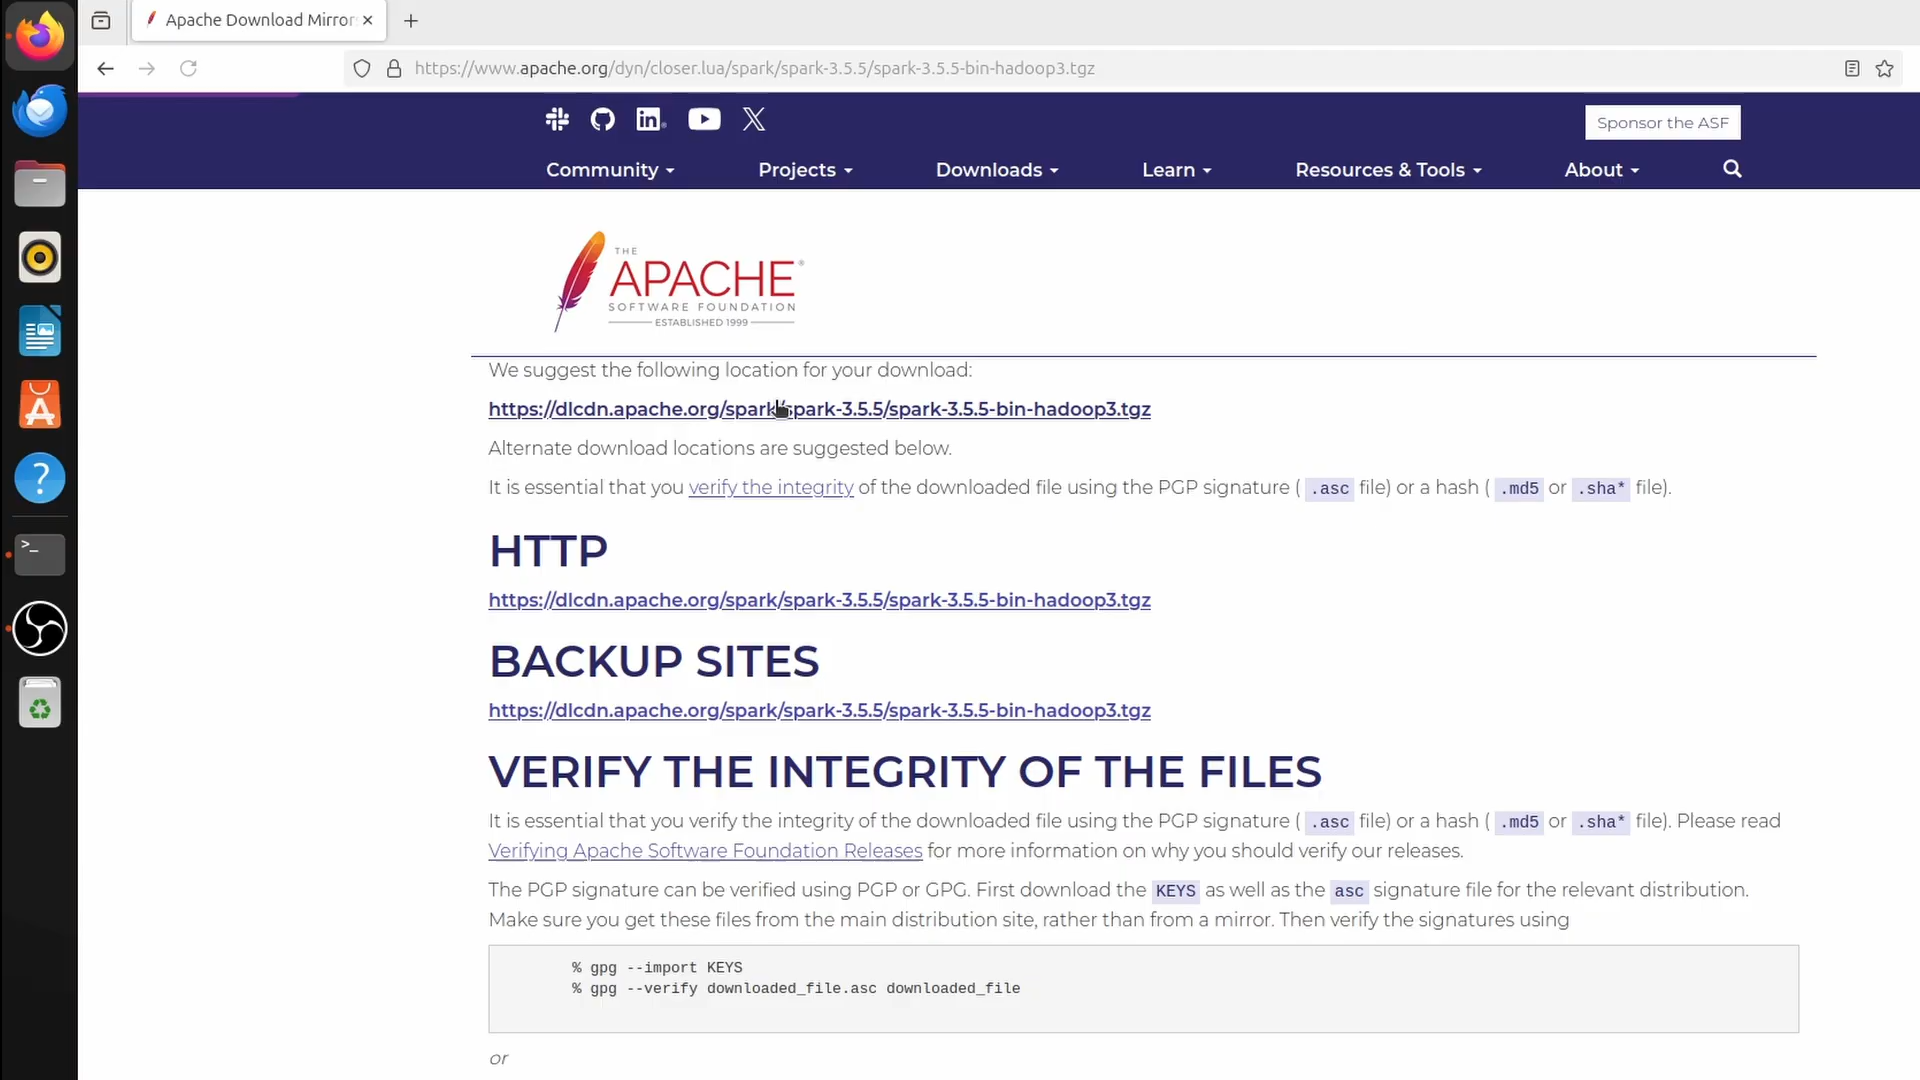 Apache Download Mirror
https://www.apache.org/dyn/closer.lua/spark/spark-3.5.5/spark-3.5.5-bin-hadoop3.tgz
Sponsor the ASF
Community Projects Downloads Learn Resources & Tools About
THE
APACHE®
SOFTWARE FOUNDATION
ESTABLISHED 1999
We suggest the following location for your download:
https://dlcdn.apache.org/spark/spark-3.5.5/spark-3.5.5-bin-hadoop3.tgz
Alternate download locations are suggested below.
It is essential that you verify the integrity of the downloaded file using the PGP signature ( .asc file) or a hash ( .md5 or .sha* file).
HTTP
https://dlcdn.apache.org/spark/spark-3.5.5/spark-3.5.5-bin-hadoop3.tgz
BACKUP SITES
https://dlcdn.apache.org/spark/spark-3.5.5/spark-3.5.5-bin-hadoop3.tgz
VERIFY THE INTEGRITY OF THE FILES
It is essential that you verify the integrity of the downloaded file using the PGP signature ( .asc file) or a hash ( .md5 or .sha* file). Please read
Verifying Apache Software Foundation Releases for more information on why you should verify our releases.
The PGP signature can be verified using PGP or GPG. First download the KEYS as well as the asc signature file for the relevant distribution.
Make sure you get these files from the main distribution site, rather than from a mirror. Then verify the signatures using
% gpg --import KEYS
% gpg --verify downloaded_file.asc downloaded_file
or